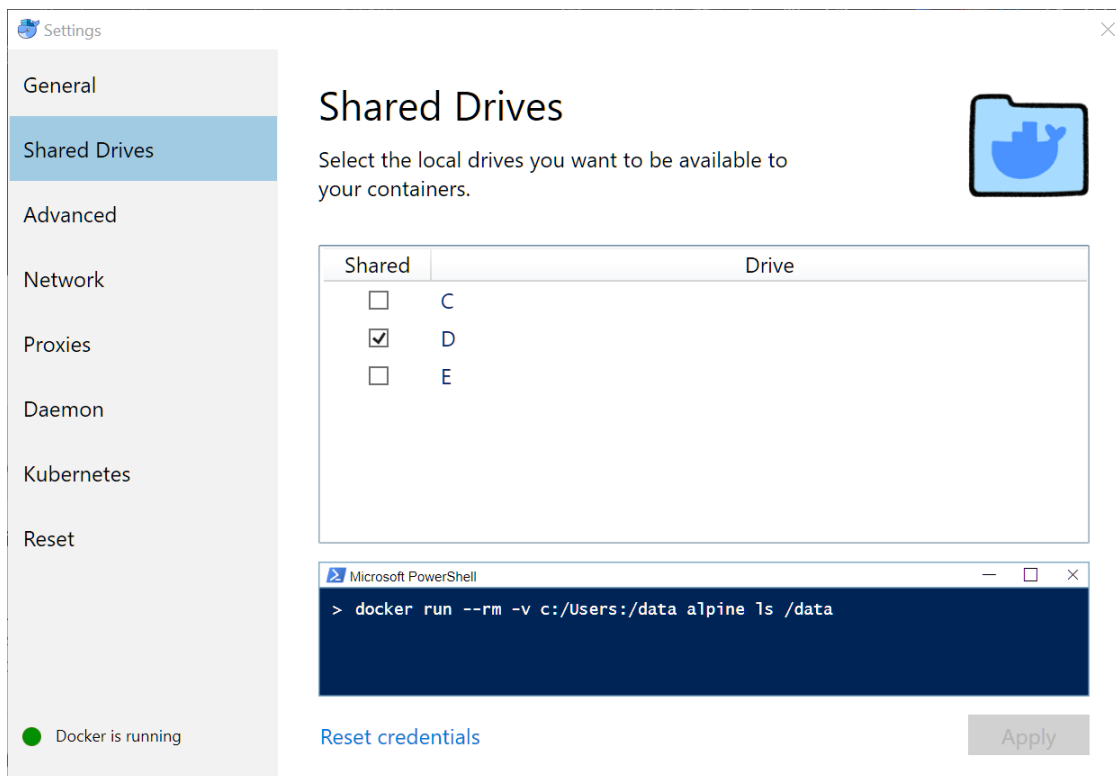 Settings
General
Shared Drives
Advanced
Network
Proxies
Daemon
Kubernetes
Reset
Docker is running
Shared Drives
Select the local drives you want to be available to
your containers.
Shared Drive
C
D
E
Microsoft PowerShell
> docker run --rm -v c:/Users:/data alpine ls /data
Reset credentials
Apply